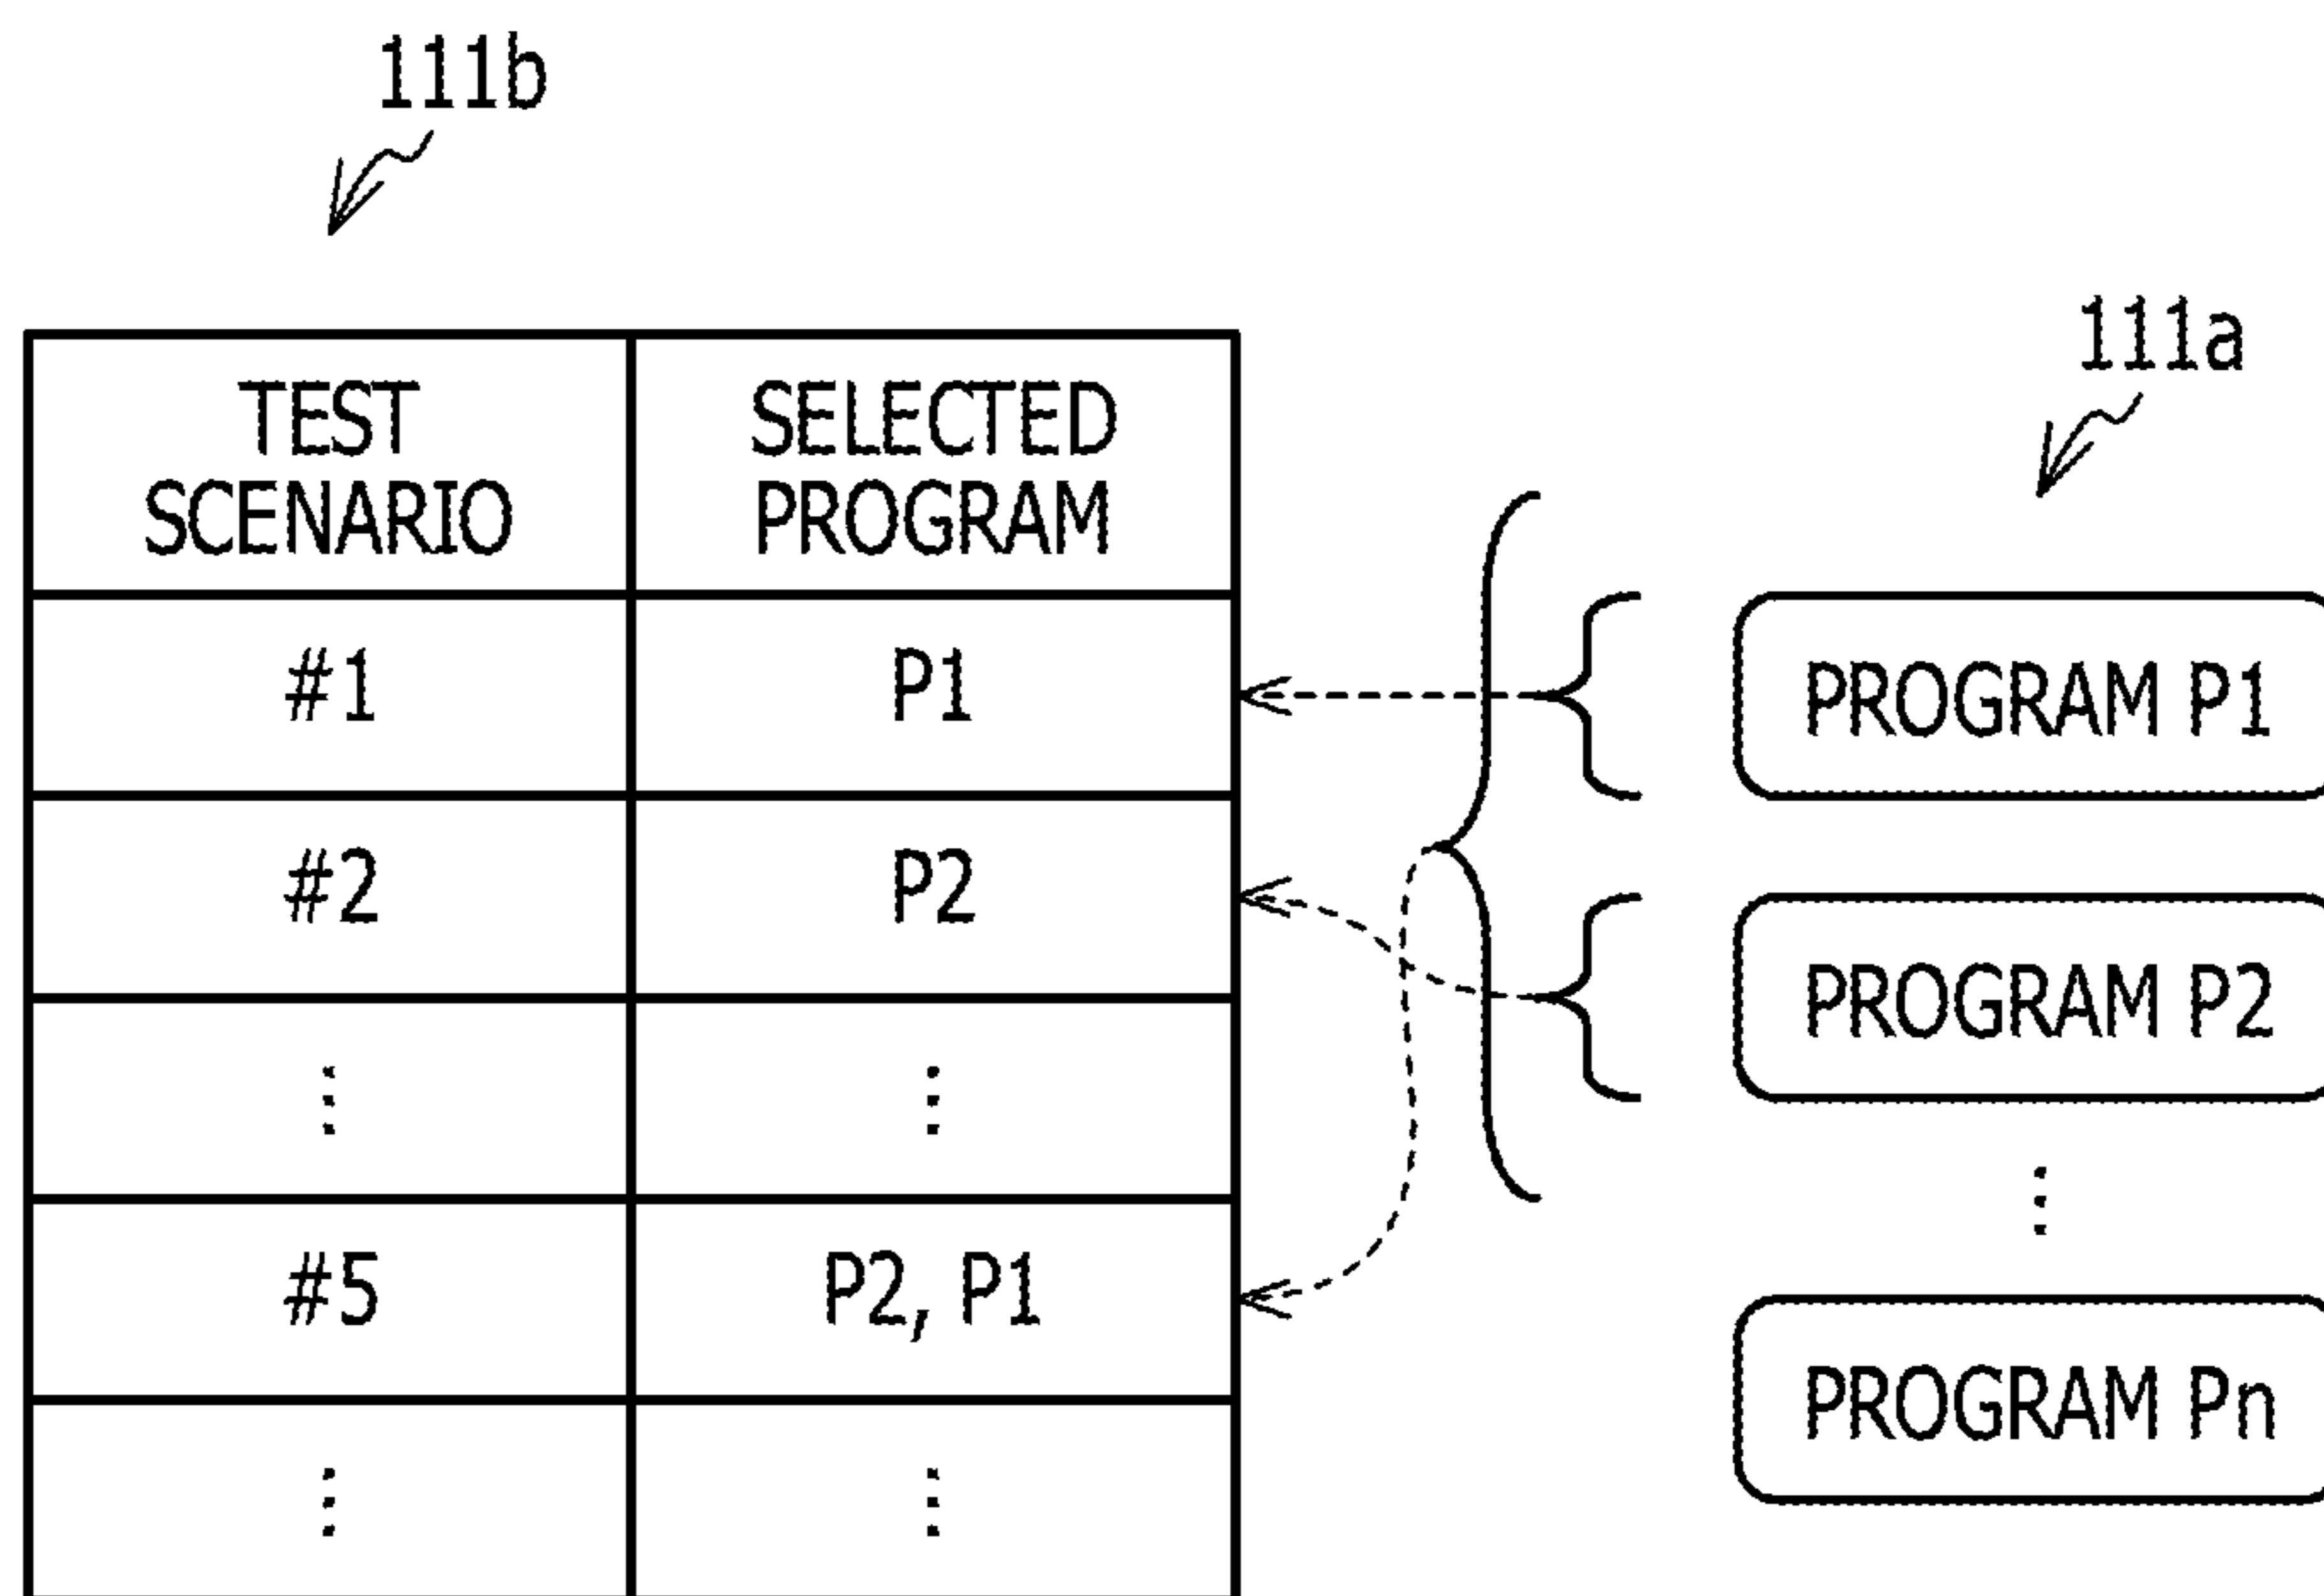 111b
111a
TEST SCENARIO
SELECTED PROGRAM
#1
P1
#2
P2
⋮
⋮
#5
P2, P1
⋮
⋮
PROGRAM P1
PROGRAM P2
⋮
PROGRAM Pn